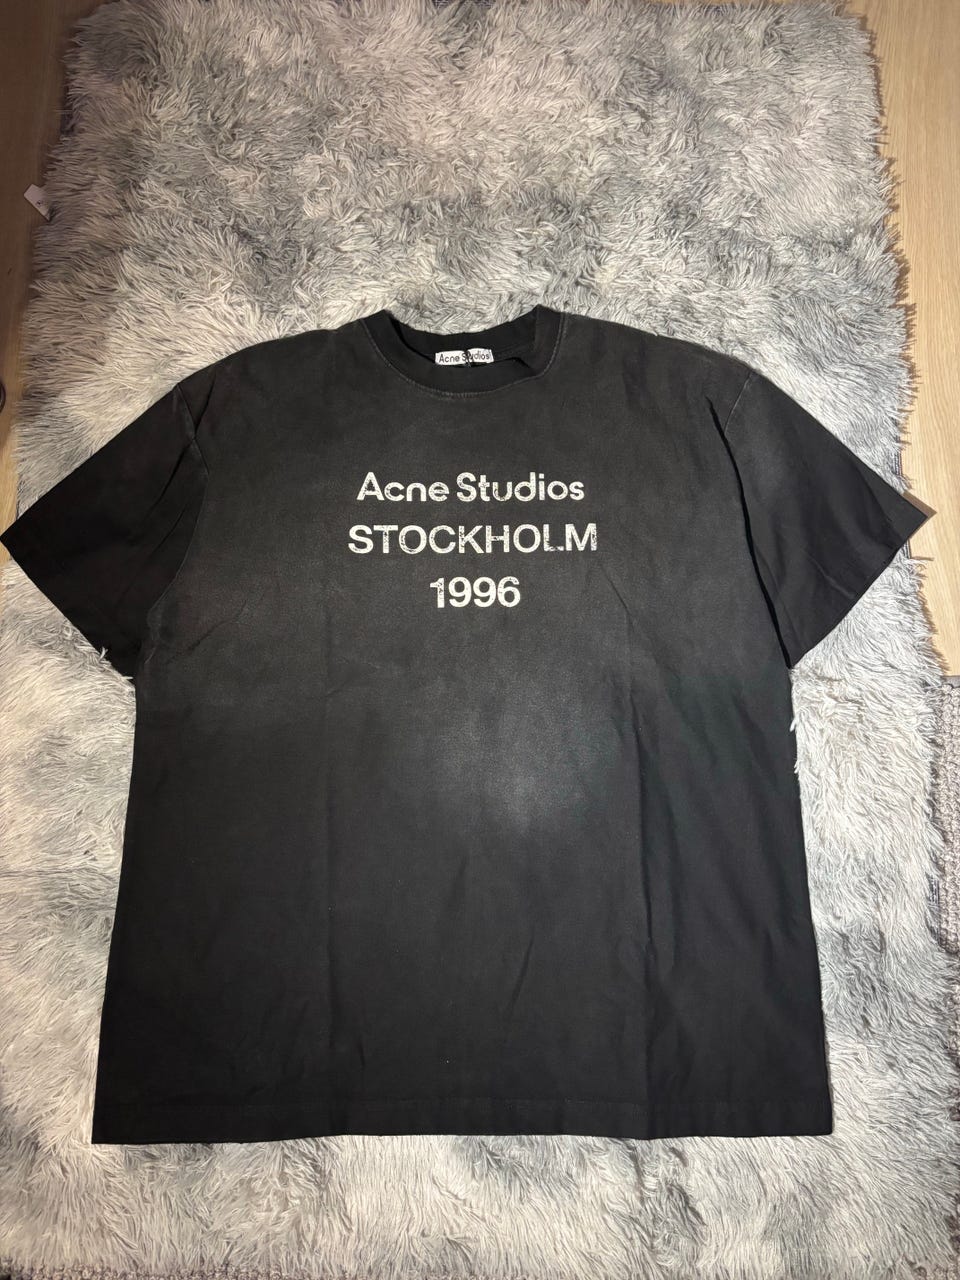 Acne Studios
Acne Studios
STOCKHOLM
1996